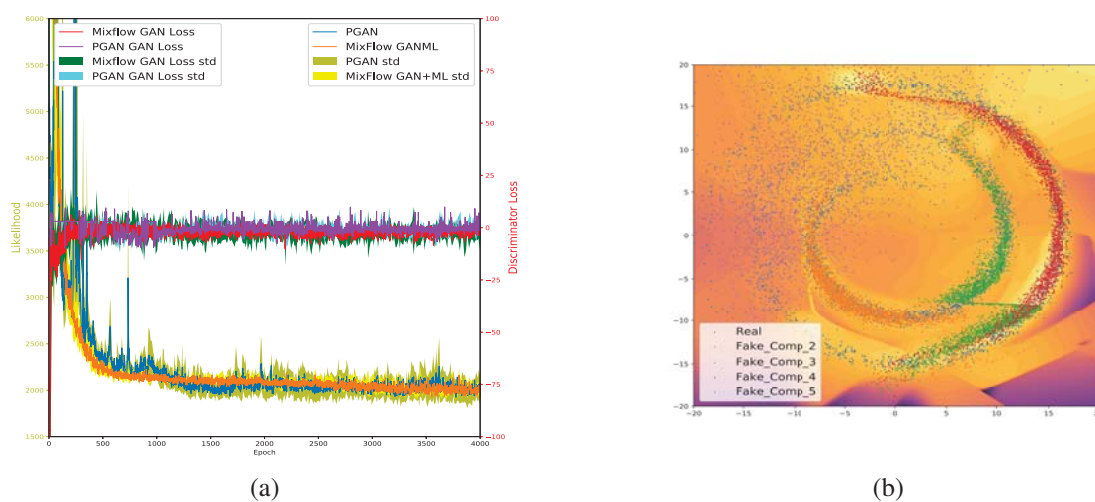 6000
5500
5000
4500
4000
3500
3000
2500
2000
1500
Likelihood
Mixflow GAN Loss
PGAN GAN Loss
Mixflow GAN Loss std
PGAN GAN Loss std
PGAN
MixFlow GANML
PGAN std
MixFlow GAN+ML std
100
75
50
25
0
−25
−50
−75
−100
Discriminator Loss
0 500 1000 1500 2000 2500 3000 3500 4000
Epoch
(a)
20
15
10
5
0
−5
−10
−15
−20
Real
Fake_Comp_2
Fake_Comp_3
Fake_Comp_4
Fake_Comp_5
−20 −15 −10 −5 0 5 10 15 20
(b)